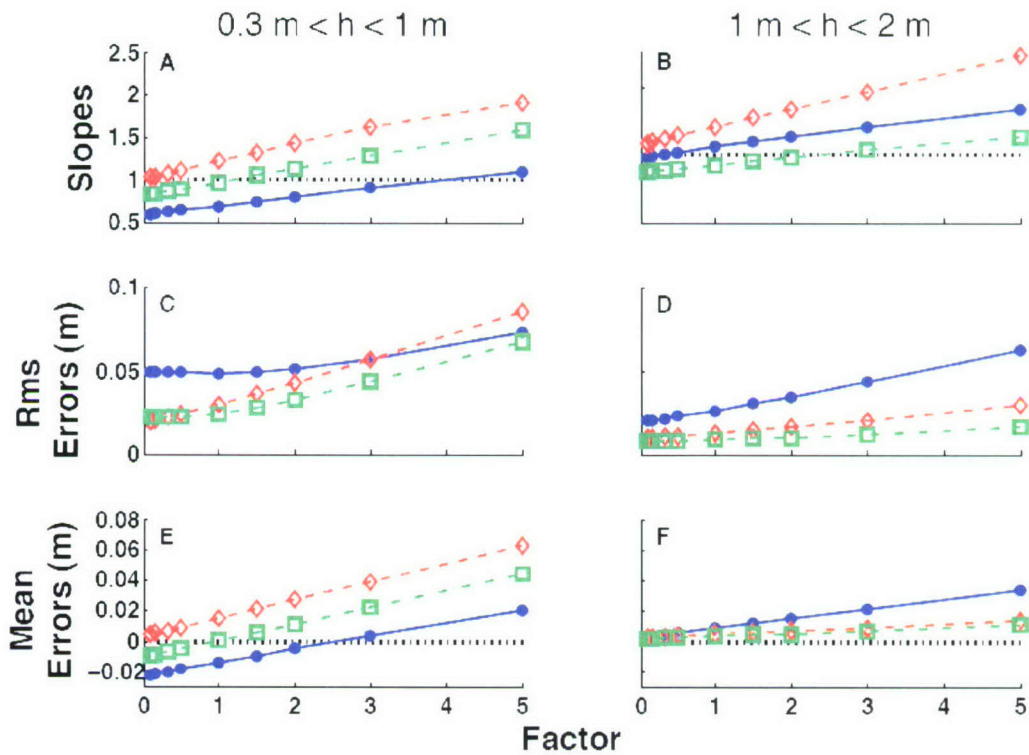 0.3 m < h < 1 m
1 m < h < 2 m
Slopes
2.5
2
1.5
1
0.5
A
B
Rms
Errors (m)
0.1
0.05
0
C
D
Mean
Errors (m)
0.08
0.06
0.04
0.02
0
−0.02
E
F
0 1 2 3 4 5
0 1 2 3 4 5
Factor